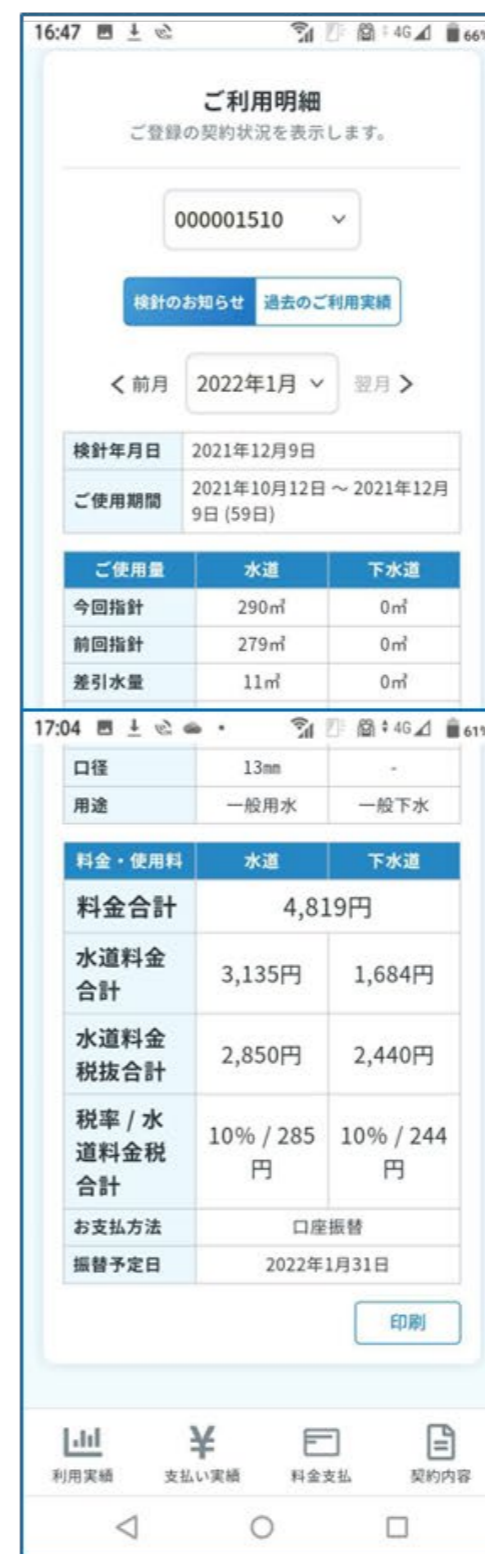 16:47 4G 66%
ご利用明細
ご登録の契約状況を表示します。
000001510
検針のお知らせ 過去のご利用実績
前月 2022年1月 翌月
検針年月日 2021年12月9日
ご使用期間 2021年10月12日 ～ 2021年12月
9日 (59日)
ご使用量 水道 下水道
今回指針 290㎥ 0㎥
前回指針 279㎥ 0㎥
差引水量 11㎥ 0㎥
17:04 4G 61%
口径 13㎜ -
用途 一般用水 一般下水
料金・使用料 水道 下水道
料金合計 4,819円
水道料金
合計 3,135円 1,684円
水道料金
税抜合計 2,850円 2,440円
税率 / 水
道料金税
合計 10% / 285
円 10% / 244
円
お支払方法 口座振替
振替予定日 2022年1月31日
印刷
利用実績 支払い実績 料金支払 契約内容